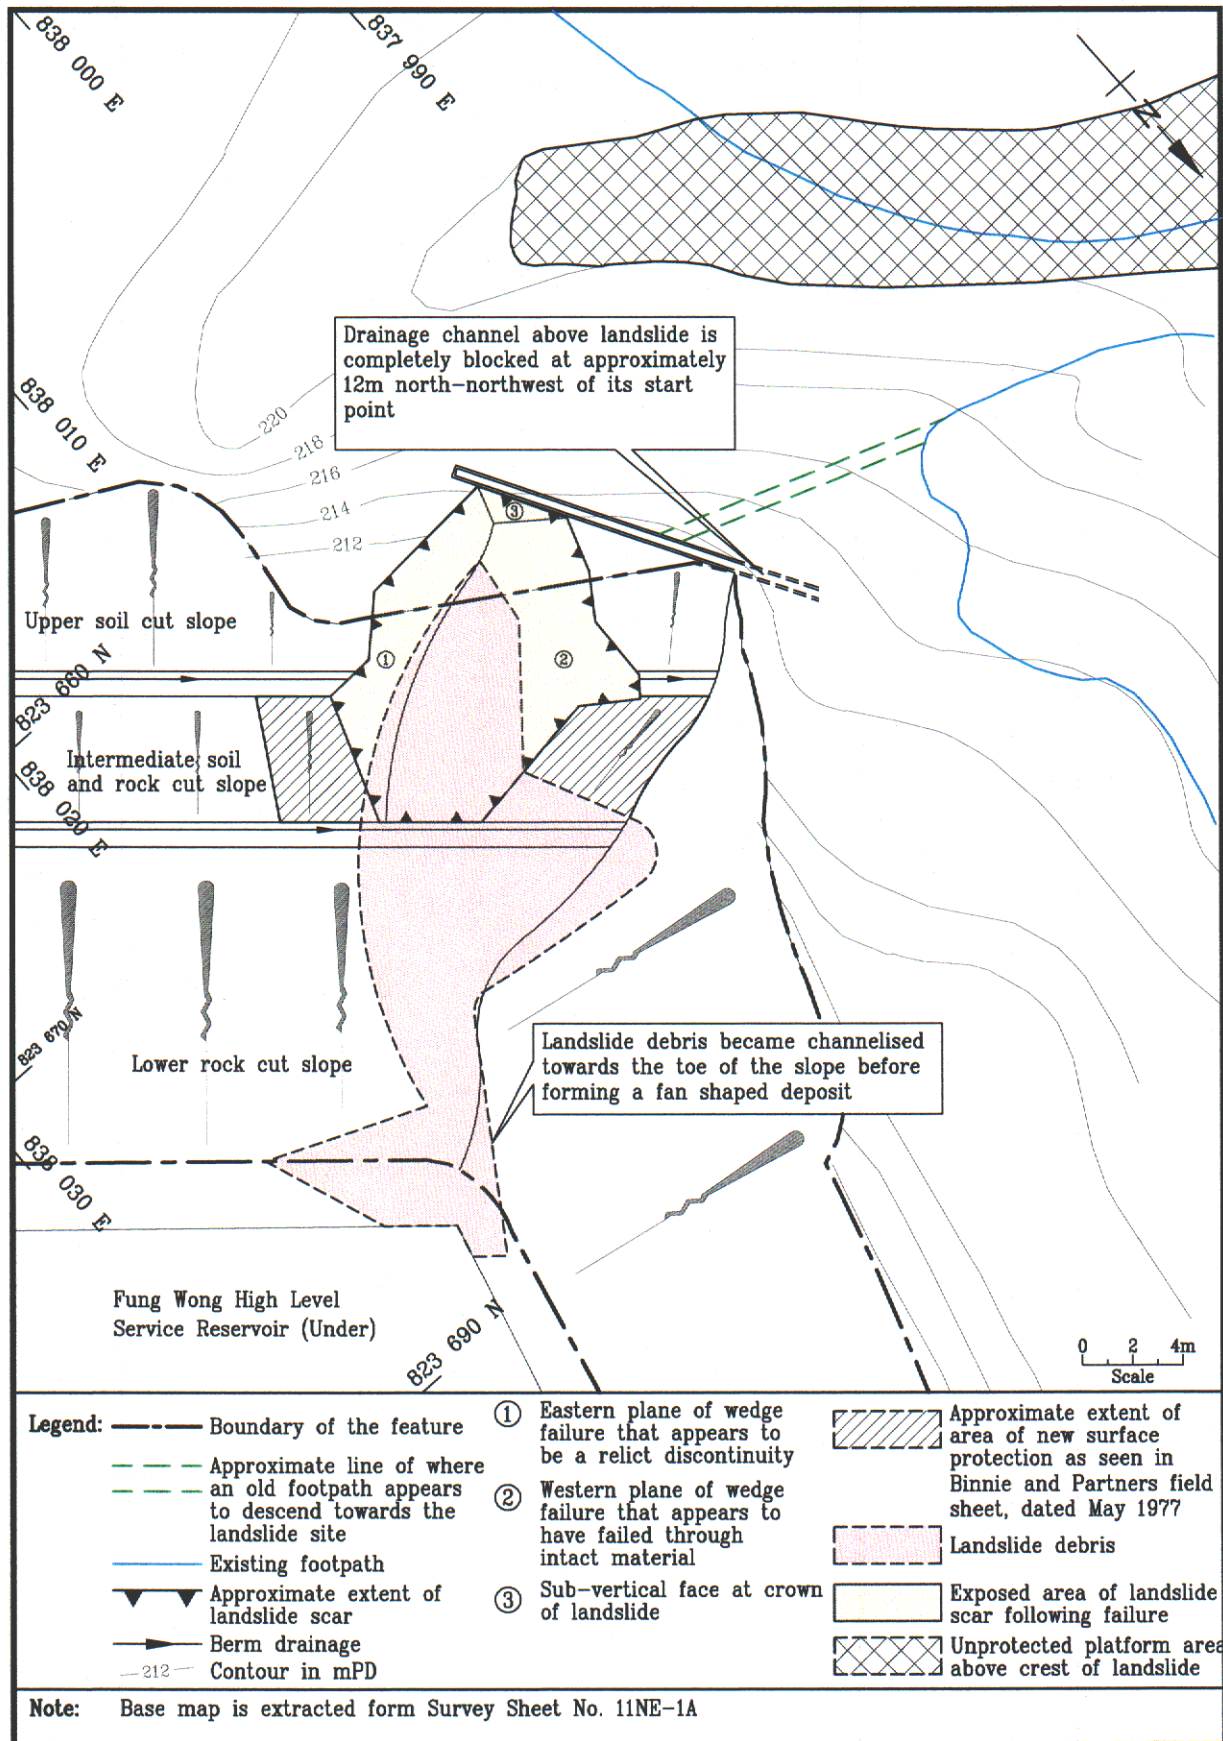 838 000 E
837 990 E
N
Drainage channel above landslide is
completely blocked at approximately
12m north-northwest of its start
point
838 010 E
220
218
216
214
212
3
Upper soil cut slope
1
2
823 660 N
Intermediate soil
and rock cut slope
838 020 E
823 670 N
Lower rock cut slope
Landslide debris became channelised
towards the toe of the slope before
forming a fan shaped deposit
838 030 E
Fung Wong High Level
Service Reservoir (Under)
823 690 N
0 2 4m
Scale
Legend:
Boundary of the feature
Approximate line of where
an old footpath appears
to descend towards the
landslide site
Existing footpath
Approximate extent of
landslide scar
Berm drainage
212
Contour in mPD
1 Eastern plane of wedge
failure that appears to
be a relict discontinuity
2 Western plane of wedge
failure that appears to
have failed through
intact material
3 Sub-vertical face at crown
of landslide
Approximate extent of
area of new surface
protection as seen in
Binnie and Partners field
sheet, dated May 1977
Landslide debris
Exposed area of landslide
scar following failure
Unprotected platform area
above crest of landslide
Note: Base map is extracted form Survey Sheet No. 11NE-1A